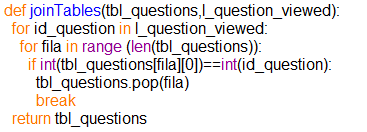 def joinTables(tbl_questions,l_question_viewed):
  for id_question in l_question_viewed:
    for fila in range (len(tbl_questions)):
      if int(tbl_questions[fila][0])==int(id_question):
        tbl_questions.pop(fila)
        break
  return tbl_questions